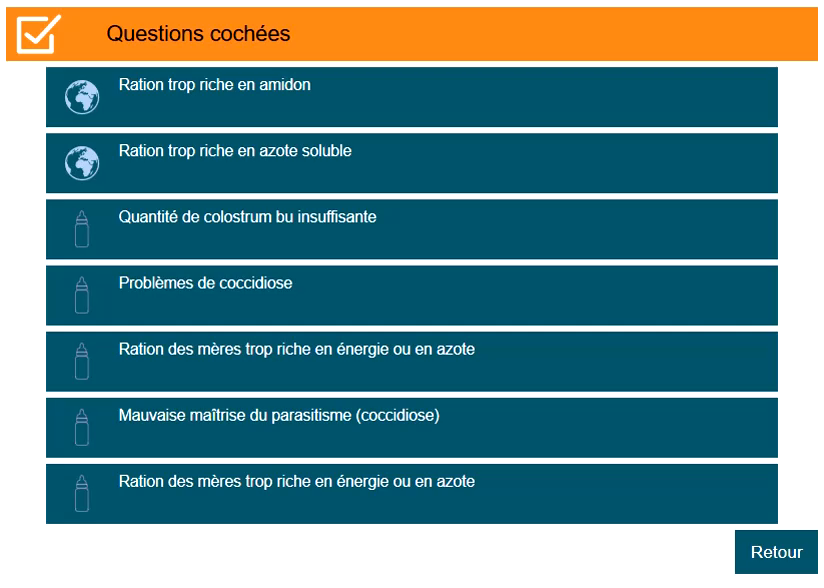 Questions cochées
Ration trop riche en amidon
Ration trop riche en azote soluble
Quantité de colostrum bu insuffisante
Problèmes de coccidiose
Ration des mères trop riche en énergie ou en azote
Mauvaise maîtrise du parasitisme (coccidiose)
Ration des mères trop riche en énergie ou en azote
Retour